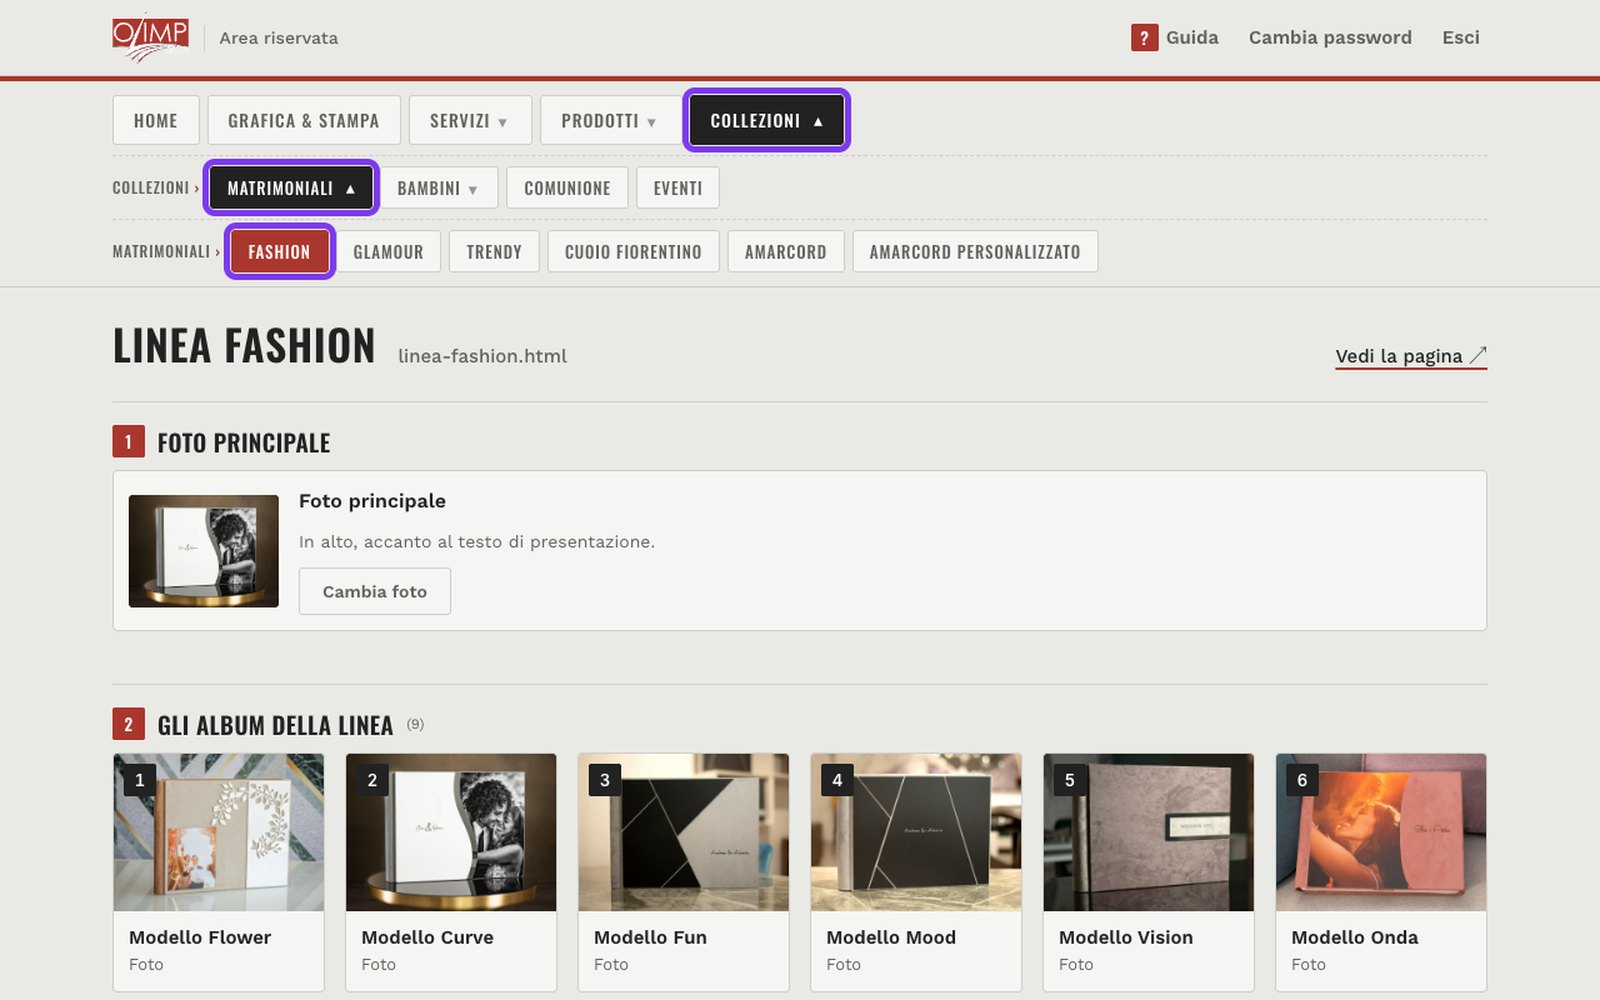 OLIMP
Area riservata
? Guida Cambia password Esci
HOME GRAFICA & STAMPA SERVIZI ▼ PRODOTTI ▼ COLLEZIONI ▲
COLLEZIONI › MATRIMONIALI ▲ BAMBINI ▼ COMUNIONE EVENTI
MATRIMONIALI › FASHION GLAMOUR TRENDY CUOIO FIORENTINO AMARCORD AMARCORD PERSONALIZZATO
LINEA FASHION linea-fashion.html Vedi la pagina ↗
1 FOTO PRINCIPALE
Foto principale
In alto, accanto al testo di presentazione.
Cambia foto
2 GLI ALBUM DELLA LINEA (9)
1 2 3 4 5 6
Modello Flower Modello Curve Modello Fun Modello Mood Modello Vision Modello Onda
Foto Foto Foto Foto Foto Foto